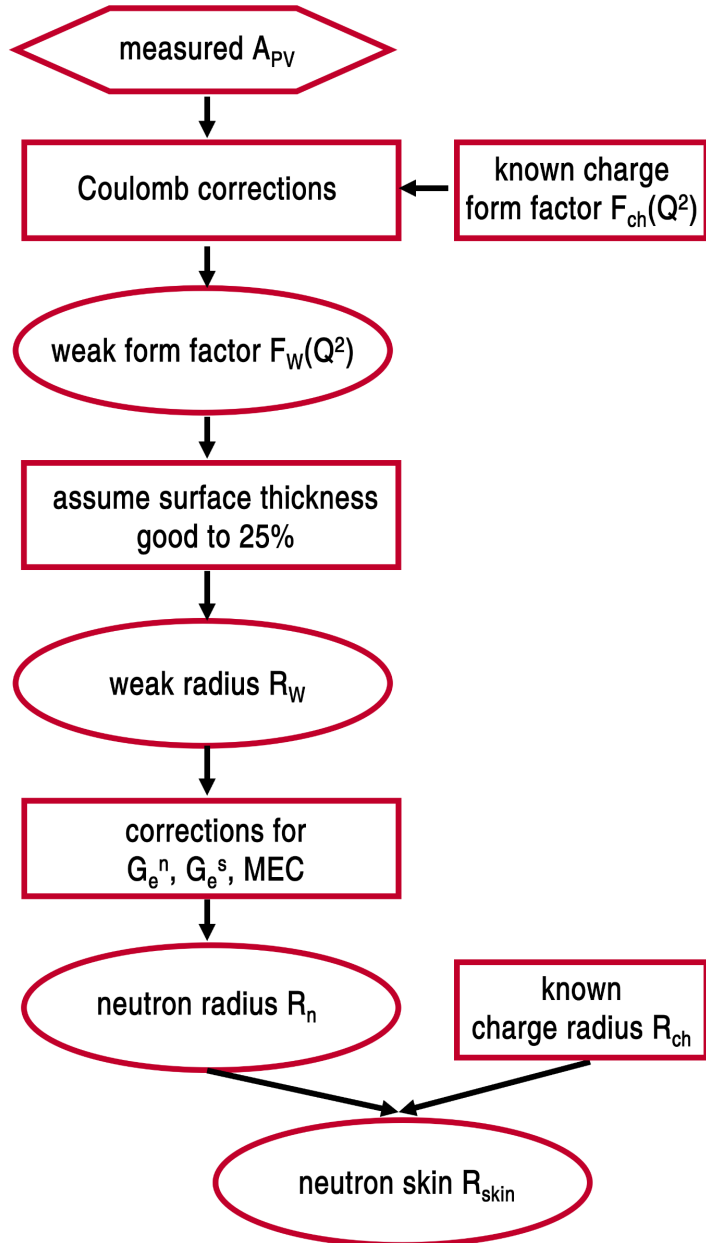 measured A_PV
Coulomb corrections
known charge
form factor F_ch(Q²)
weak form factor F_W(Q²)
assume surface thickness
good to 25%
weak radius R_W
corrections for
G_e^n, G_e^s, MEC
neutron radius R_n
known
charge radius R_ch
neutron skin R_skin